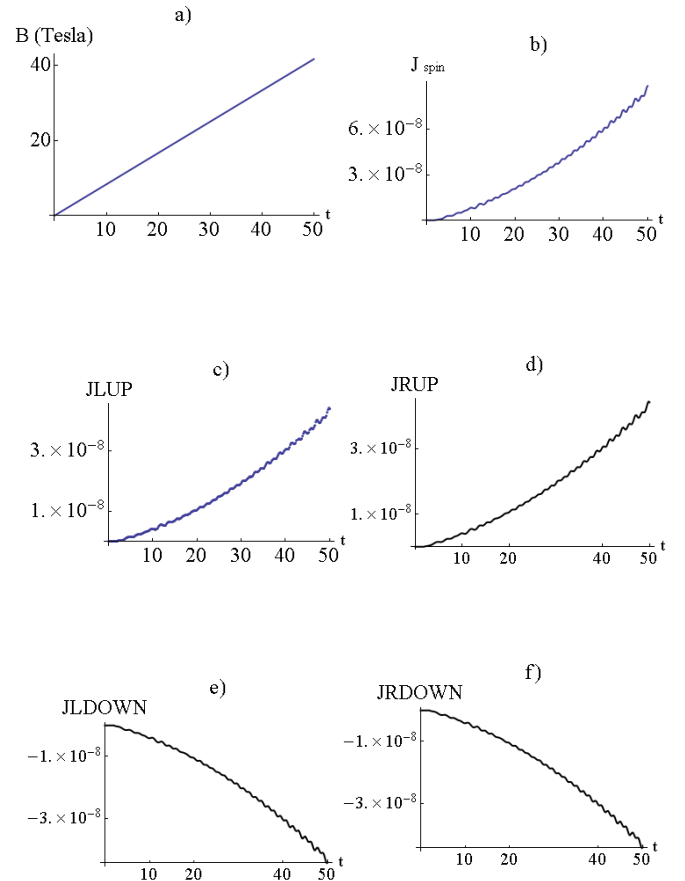 a)
B (Tesla)
40
20
10 20 30 40 50 t
b)
J spin
6.×10⁻⁸
3.×10⁻⁸
10 20 30 40 50 t
c)
JLUP
3.×10⁻⁸
1.×10⁻⁸
10 20 30 40 50 t
d)
JRUP
3.×10⁻⁸
1.×10⁻⁸
10 20 40 50 t
e)
JLDOWN
−1.×10⁻⁸
−3.×10⁻⁸
10 20 40 50 t
f)
JRDOWN
−1.×10⁻⁸
−3.×10⁻⁸
10 20 40 50 t